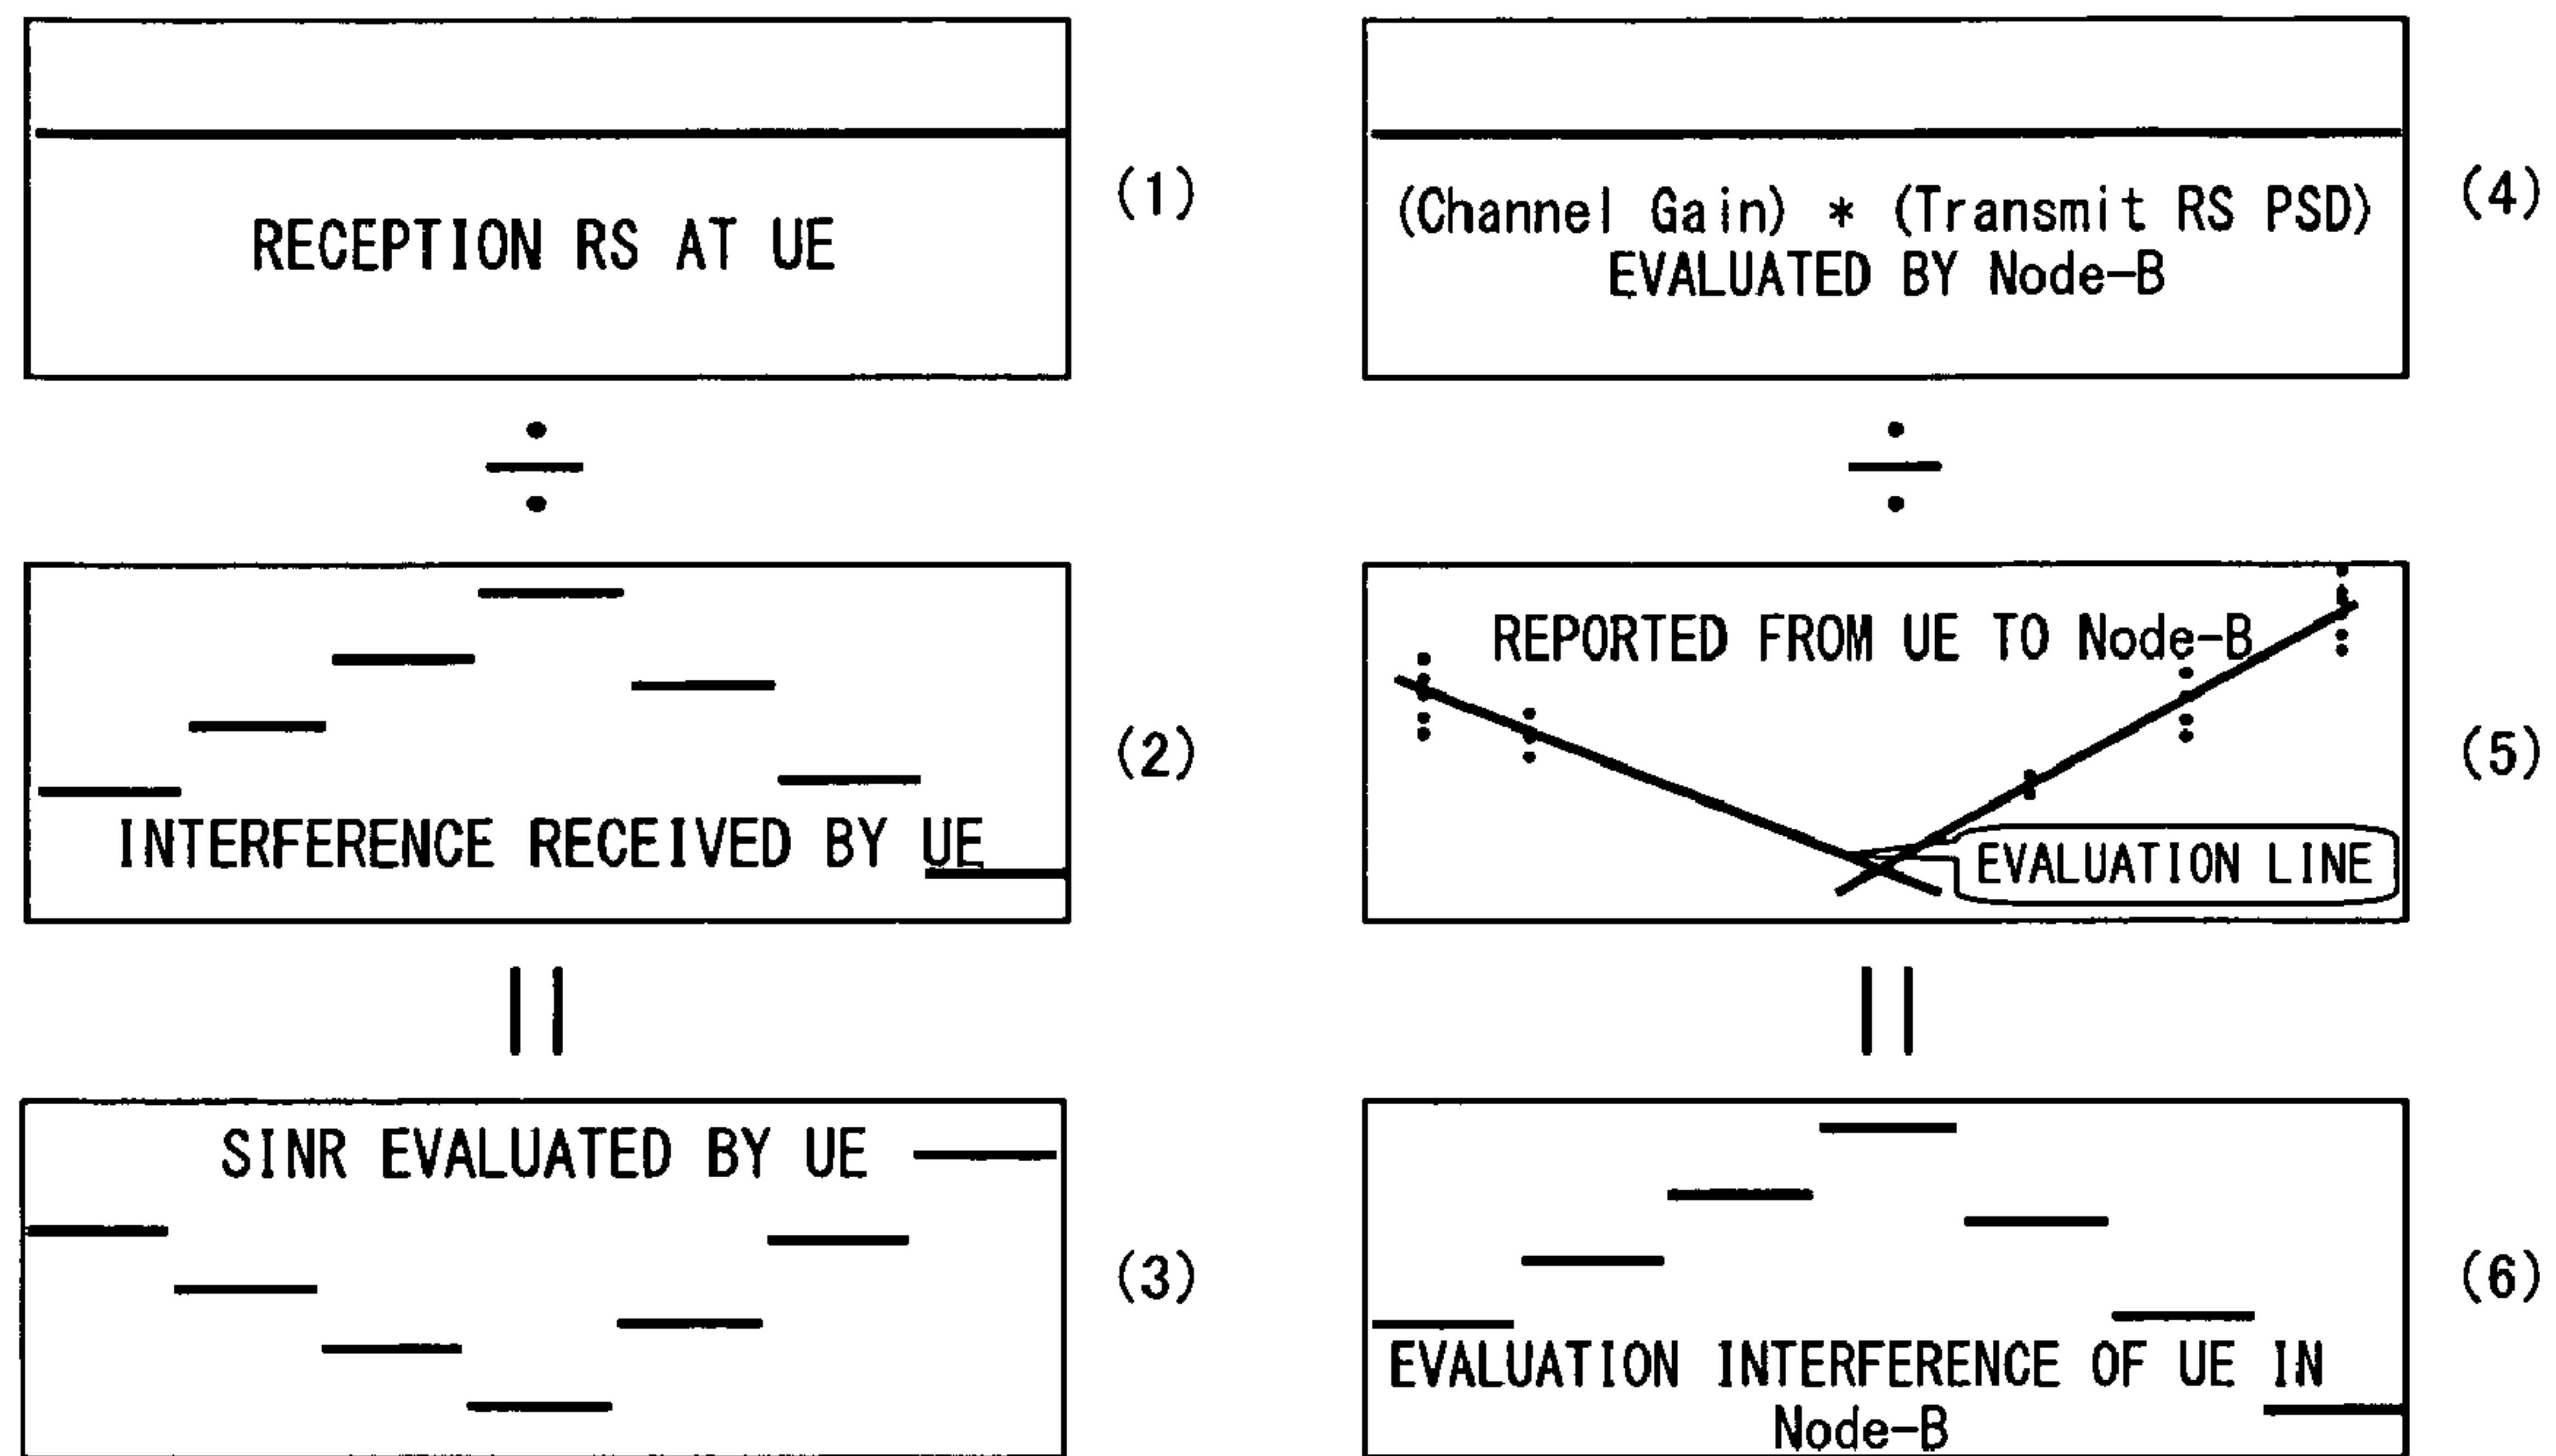 RECEPTION RS AT UE
(1)
÷
INTERFERENCE RECEIVED BY UE
(2)
||
SINR EVALUATED BY UE
(3)
(Channel Gain) * (Transmit RS PSD)
EVALUATED BY Node-B
(4)
÷
REPORTED FROM UE TO Node-B
EVALUATION LINE
(5)
||
EVALUATION INTERFERENCE OF UE IN
Node-B
(6)